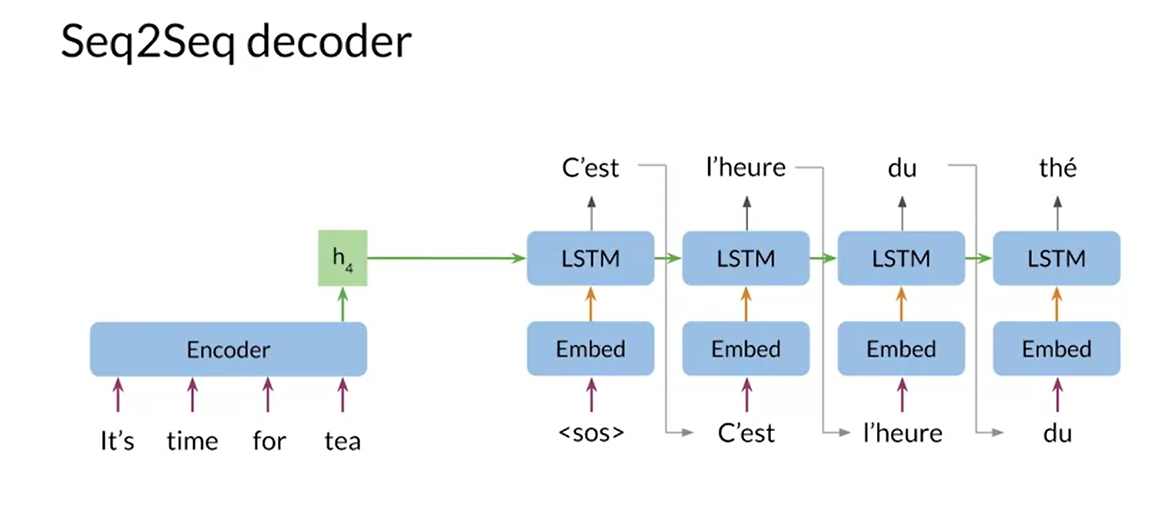 Seq2Seq decoder
C’est l’heure du thé
h4 LSTM LSTM LSTM LSTM
Encoder Embed Embed Embed Embed
It’s time for tea <sos> C’est l’heure du